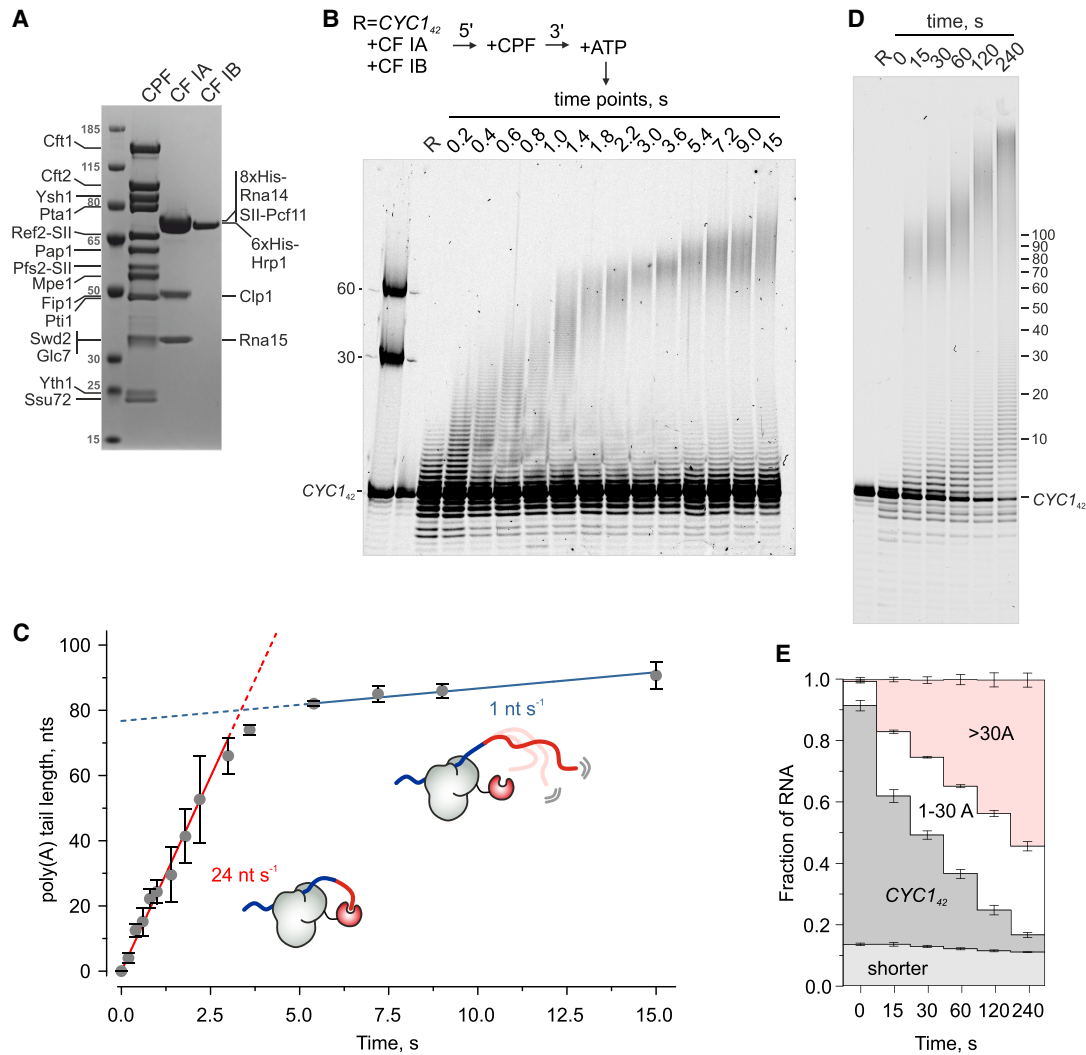 A
CPF
CF IA
CF IB
185
115
80
65
50
30
25
15
Cft1
Cft2
Ysh1
Pta1
Ref2-SII
Pap1
Pfs2-SII
Mpe1
Fip1
Pti1
Swd2
Glc7
Yth1
Ssu72
8xHis-
Rna14
SII-Pcf11
6xHis-
Hrp1
Clp1
Rna15
B
R=CYC1₄₂ 5' 3'
+CF IA → +CPF → +ATP
+CF IB
time points, s
R 0.2 0.4 0.6 0.8 1.0 1.4 1.8 2.2 3.0 3.6 5.4 7.2 9.0 15
60
30
CYC1₄₂
D
time, s
R 0 15 30 60 120 240
100
90
80
70
60
50
40
30
20
10
CYC1₄₂
C
100
80
60
40
20
0
poly(A) tail length, nts
1 nt s⁻¹
24 nt s⁻¹
0.0 2.5 5.0 7.5 10.0 12.5 15.0
Time, s
E
1.0
0.8
0.6
0.4
0.2
0.0
Fraction of RNA
>30A
1-30 A
CYC1₄₂
shorter
0 15 30 60 120 240
Time, s